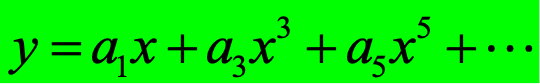 y = a₁x + a₃x³ + a₅x⁵ + ⋯